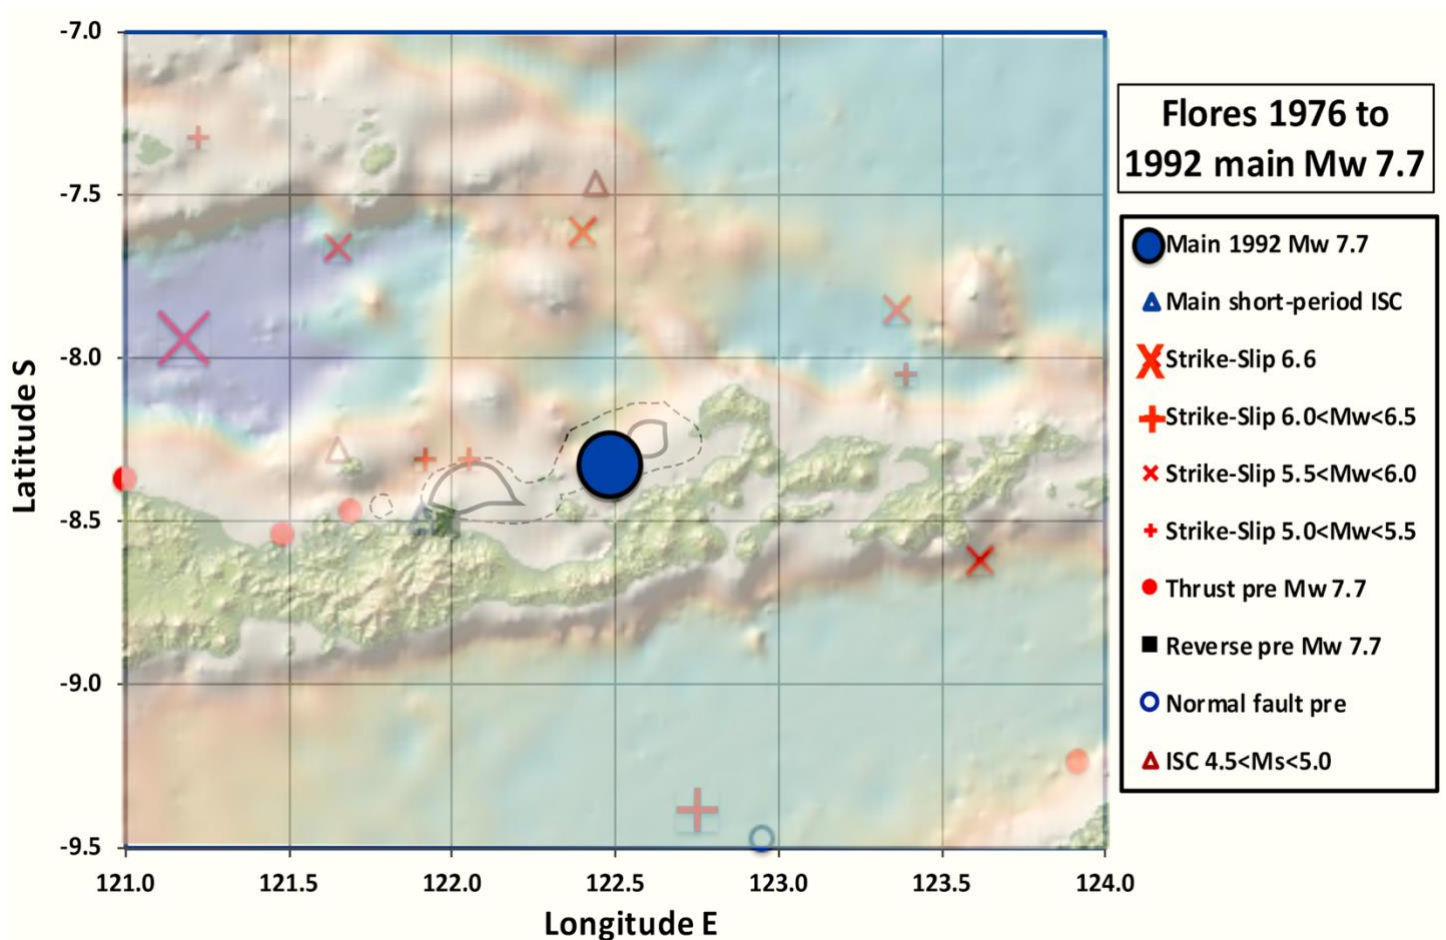 Flores 1976 to
1992 main Mw 7.7
Main 1992 Mw 7.7
Main short-period ISC
Strike-Slip 6.6
Strike-Slip 6.0<Mw<6.5
Strike-Slip 5.5<Mw<6.0
Strike-Slip 5.0<Mw<5.5
Thrust pre Mw 7.7
Reverse pre Mw 7.7
Normal fault pre
ISC 4.5<Ms<5.0
Latitude S
-7.0
-7.5
-8.0
-8.5
-9.0
-9.5
121.0 121.5 122.0 122.5 123.0 123.5 124.0
Longitude E